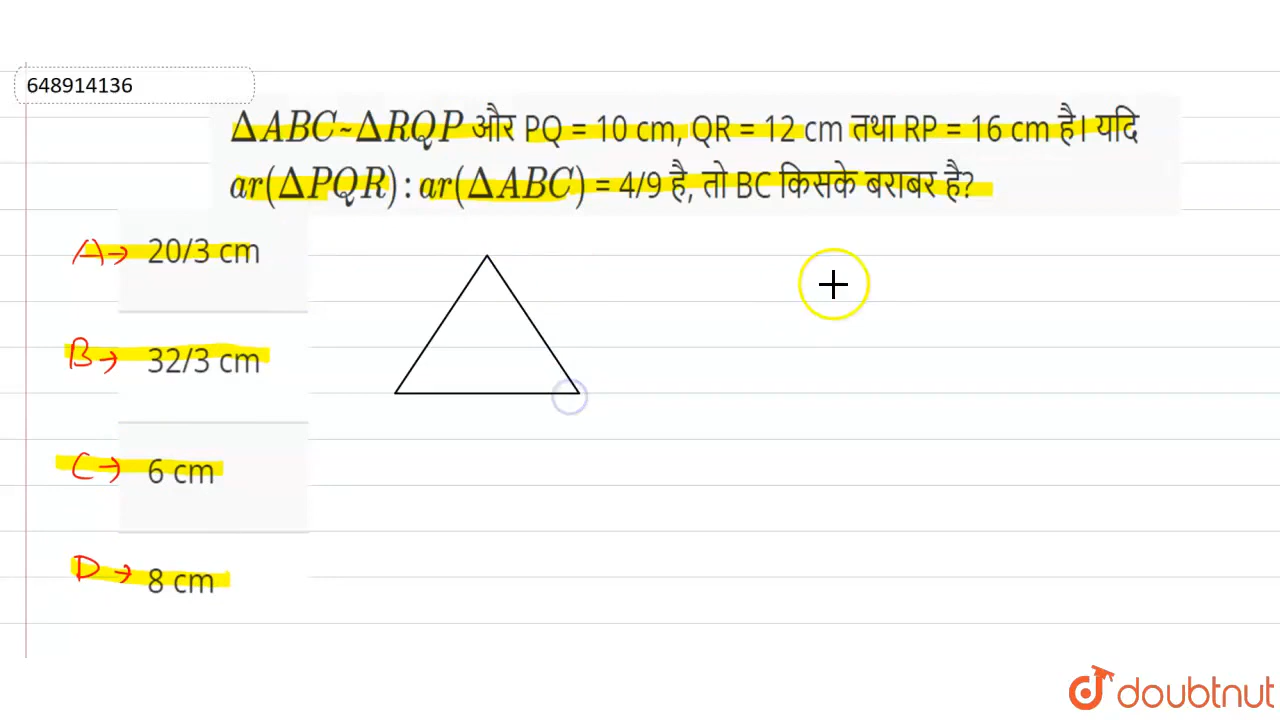 648914136
ΔABC~ΔRQP और PQ = 10 cm, QR = 12 cm तथा RP = 16 cm है। यदि
ar(ΔPQR) : ar(ΔABC) = 4/9 है, तो BC किसके बराबर है?
A→ 20/3 cm
B→ 32/3 cm
C→ 6 cm
D→ 8 cm
doubtnut